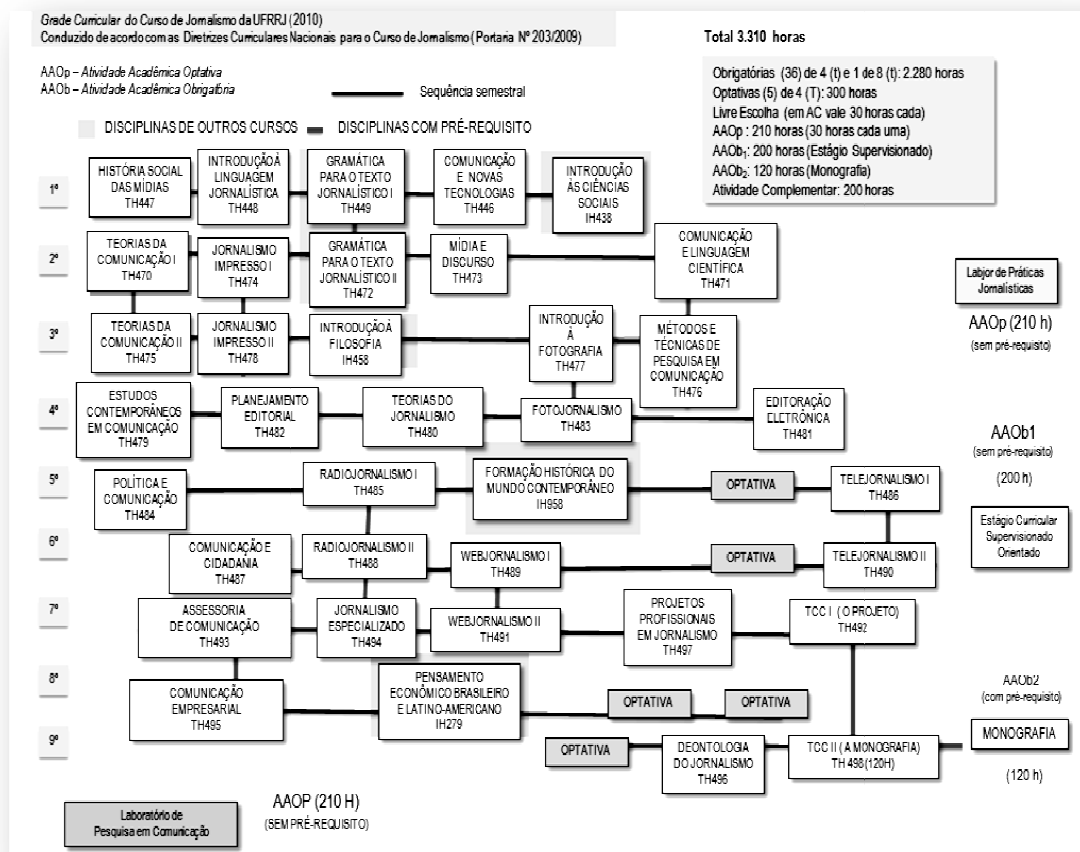 Grade Curricular do Curso de Jornalismo da UFRRJ (2010)
Conduzido de acordo com as Diretrizes Curriculares Nacionais para o Curso de Jornalismo (Portaria Nº 203/2009)
Total 3.310 horas
AAOp – Atividade Acadêmica Optativa
AAOb – Atividade Acadêmica Obrigatória
Sequência semestral
DISCIPLINAS DE OUTROS CURSOS
DISCIPLINAS COM PRÉ-REQUISITO
Obrigatórias (36) de 4 (t) e 1 de 8 (t): 2.280 horas
Optativas (5) de 4 (T): 300 horas
Livre Escolha (em AC vale 30 horas cada)
AAOp : 210 horas (30 horas cada uma)
AAOb1: 200 horas (Estágio Supervisionado)
AAOb2: 120 horas (Monografia)
Atividade Complementar: 200 horas
1º
HISTÓRIA SOCIAL
DAS MÍDIAS
TH447
INTRODUÇÃO À
LINGUAGEM
JORNALÍSTICA
TH448
GRAMÁTICA
PARA O TEXTO
JORNALÍSTICO I
TH449
COMUNICAÇÃO
E NOVAS
TECNOLOGIAS
TH446
INTRODUÇÃO
ÀS CIÊNCIAS
SOCIAIS
IH438
2º
TEORIAS DA
COMUNICAÇÃO I
TH470
JORNALISMO
IMPRESSO I
TH474
GRAMÁTICA
PARA O TEXTO
JORNALÍSTICO II
TH472
MÍDIA E
DISCURSO
TH473
COMUNICAÇÃO
E LINGUAGEM
CIENTÍFICA
TH471
Labjor de Práticas
Jornalísticas
AAOp (210 h)
(sem pré-requisito)
3º
TEORIAS DA
COMUNICAÇÃO II
TH475
JORNALISMO
IMPRESSO II
TH478
INTRODUÇÃO À
FILOSOFIA
IH458
INTRODUÇÃO
À
FOTOGRAFIA
TH477
MÉTODOS E
TÉCNICAS DE
PESQUISA EM
COMUNICAÇÃO
TH476
4º
ESTUDOS
CONTEMPORÂNEOS
EM COMUNICAÇÃO
TH479
PLANEJAMENTO
EDITORIAL
TH482
TEORIAS DO
JORNALISMO
TH480
FOTOJORNALISMO
TH483
EDITORAÇÃO
ELETRÔNICA
TH481
AAOb1
(sem pré-requisito)
(200 h)
5º
POLÍTICA E
COMUNICAÇÃO
TH484
RADIOJORNALISMO I
TH485
FORMAÇÃO HISTÓRICA DO
MUNDO CONTEMPORÂNEO
IH958
OPTATIVA
TELEJORNALISMO I
TH486
Estágio Curricular
Supervisionado
Orientado
6º
COMUNICAÇÃO E
CIDADANIA
TH487
RADIOJORNALISMO II
TH488
WEBJORNALISMO I
TH489
OPTATIVA
TELEJORNALISMO II
TH490
7º
ASSESSORIA
DE COMUNICAÇÃO
TH493
JORNALISMO
ESPECIALIZADO
TH494
WEBJORNALISMO II
TH491
PROJETOS
PROFISSIONAIS
EM JORNALISMO
TH497
TCC I ( O PROJETO)
TH492
8º
COMUNICAÇÃO
EMPRESARIAL
TH495
PENSAMENTO
ECONÔMICO BRASILEIRO
E LATINO-AMERICANO
IH279
OPTATIVA
OPTATIVA
AAOb2
(com pré-requisito)
9º
OPTATIVA
DEONTOLOGIA
DO JORNALISMO
TH496
TCC II ( A MONOGRAFIA)
TH 498 (120H)
MONOGRAFIA
(120 h)
Laboratório de
Pesquisa em Comunicação
AAOP (210 H)
(SEM PRÉ-REQUISITO)